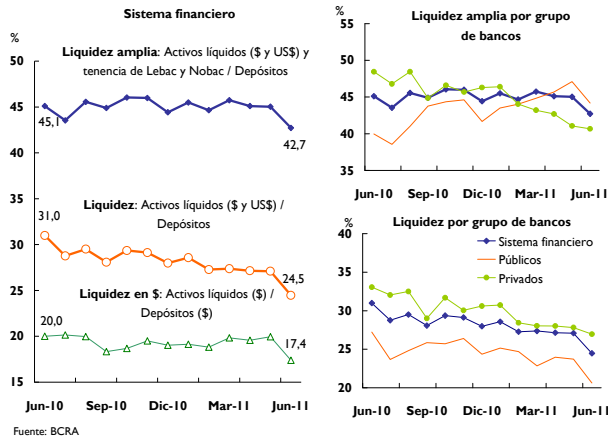 Sistema financiero
%
Liquidez amplia: Activos líquidos ($ y US$) y
tenencia de Lebac y Nobac / Depósitos
50
45
40
35
30
25
20
15
45,1
42,7
31,0
Liquidez: Activos líquidos ($ y US$) /
Depósitos
24,5
Liquidez en $: Activos líquidos ($) /
Depósitos ($)
20,0
17,4
Jun-10
Sep-10
Dic-10
Mar-11
Jun-11
Fuente: BCRA
Liquidez amplia por grupo
de bancos
%
55
50
45
40
35
Jun-10
Sep-10
Dic-10
Mar-11
Jun-11
Liquidez por grupo de bancos
%
Sistema financiero
Públicos
Privados
40
35
30
25
20
Jun-10
Sep-10
Dic-10
Mar-11
Jun-11